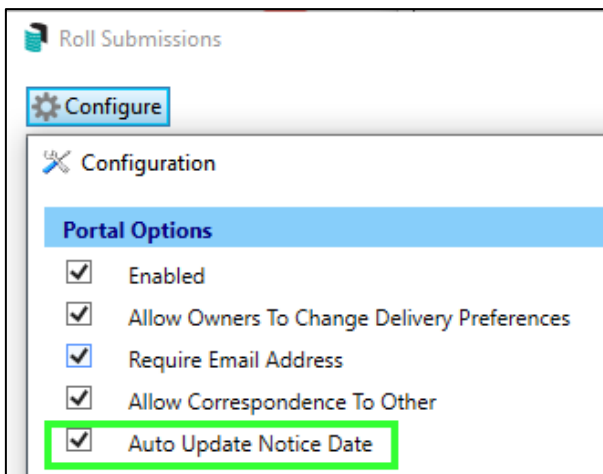 Roll Submissions
Configure
Configuration
Portal Options
Enabled
Allow Owners To Change Delivery Preferences
Require Email Address
Allow Correspondence To Other
Auto Update Notice Date